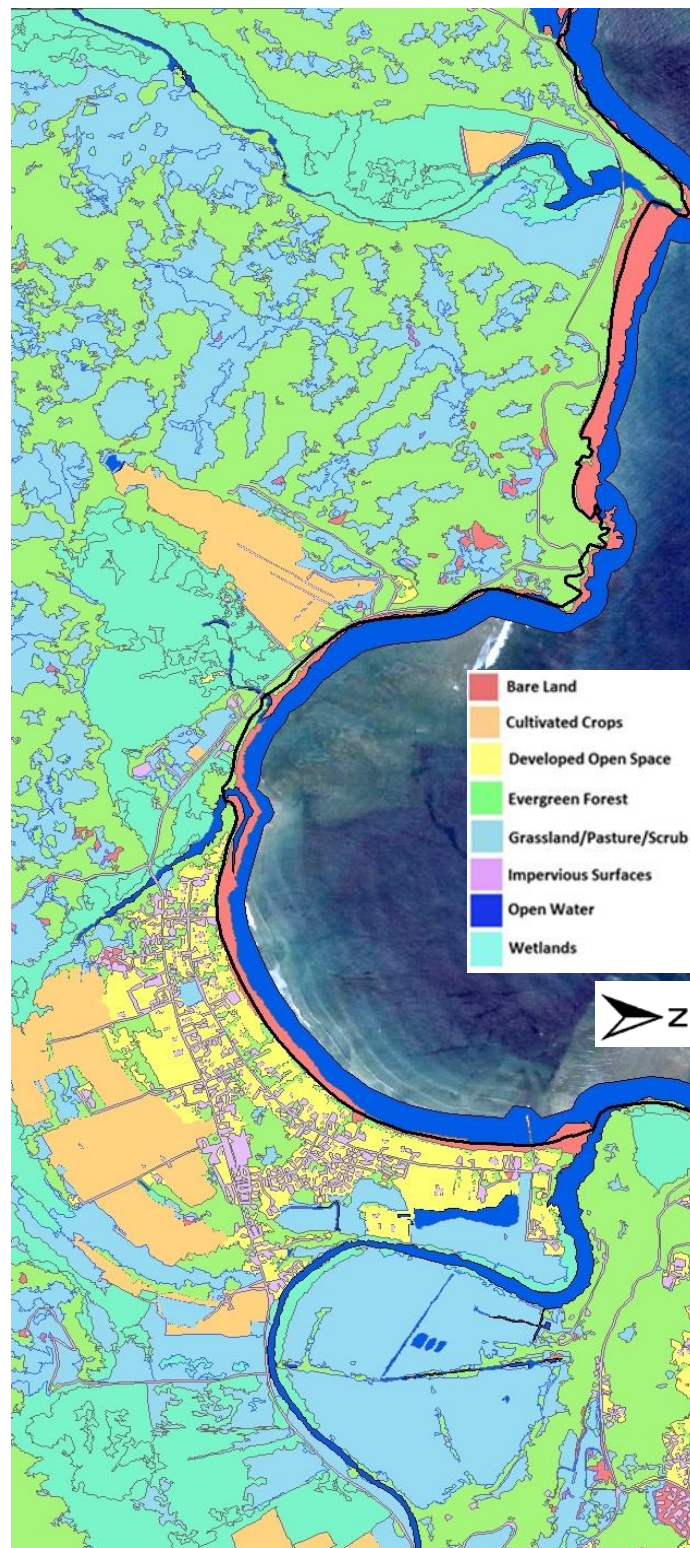 Bare Land
Cultivated Crops
Developed Open Space
Evergreen Forest
Grassland/Pasture/Scrub
Impervious Surfaces
Open Water
Wetlands
Z